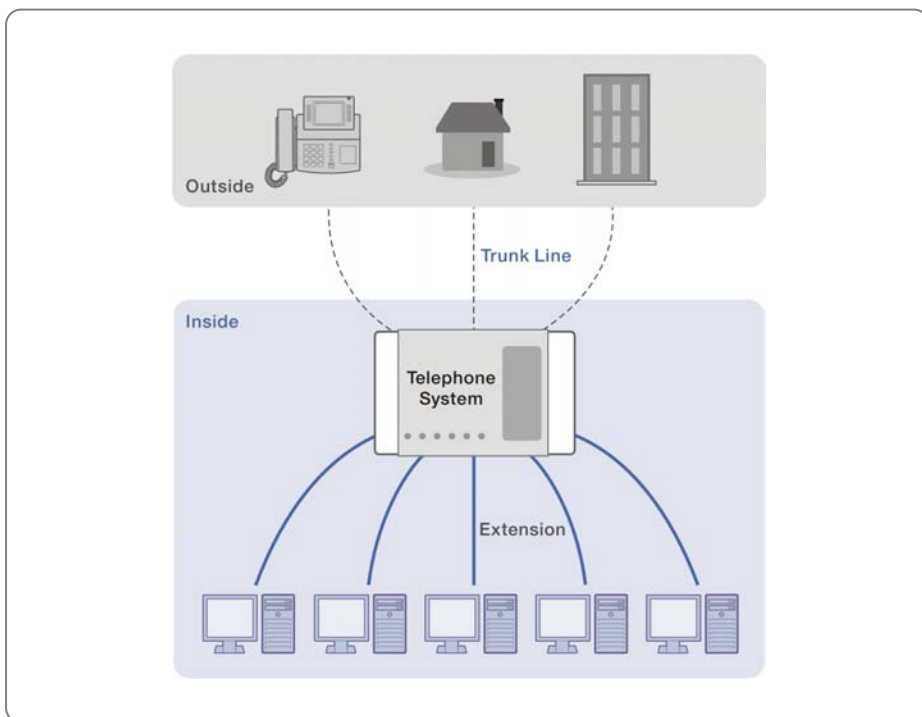 Outside
Trunk Line
Inside
Telephone
System
Extension